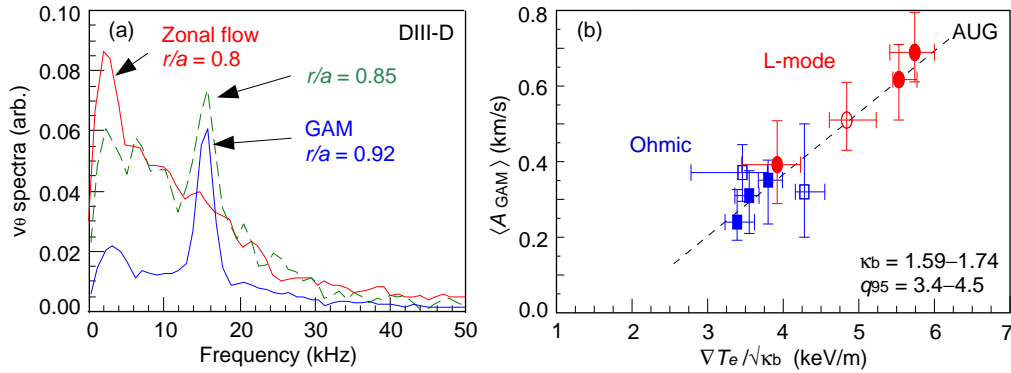 (a)
DIII-D
Zonal flow
r/a = 0.8
r/a = 0.85
GAM
r/a = 0.92
vθ spectra (arb.)
0.10
0.08
0.06
0.04
0.02
0.00
0 10 20 30 40 50
Frequency (kHz)
(b)
AUG
L-mode
Ohmic
κb = 1.59–1.74
q95 = 3.4–4.5
⟨A GAM ⟩ (km/s)
0.8
0.6
0.4
0.2
0.0
1 2 3 4 5 6 7
∇Te /√κb (keV/m)